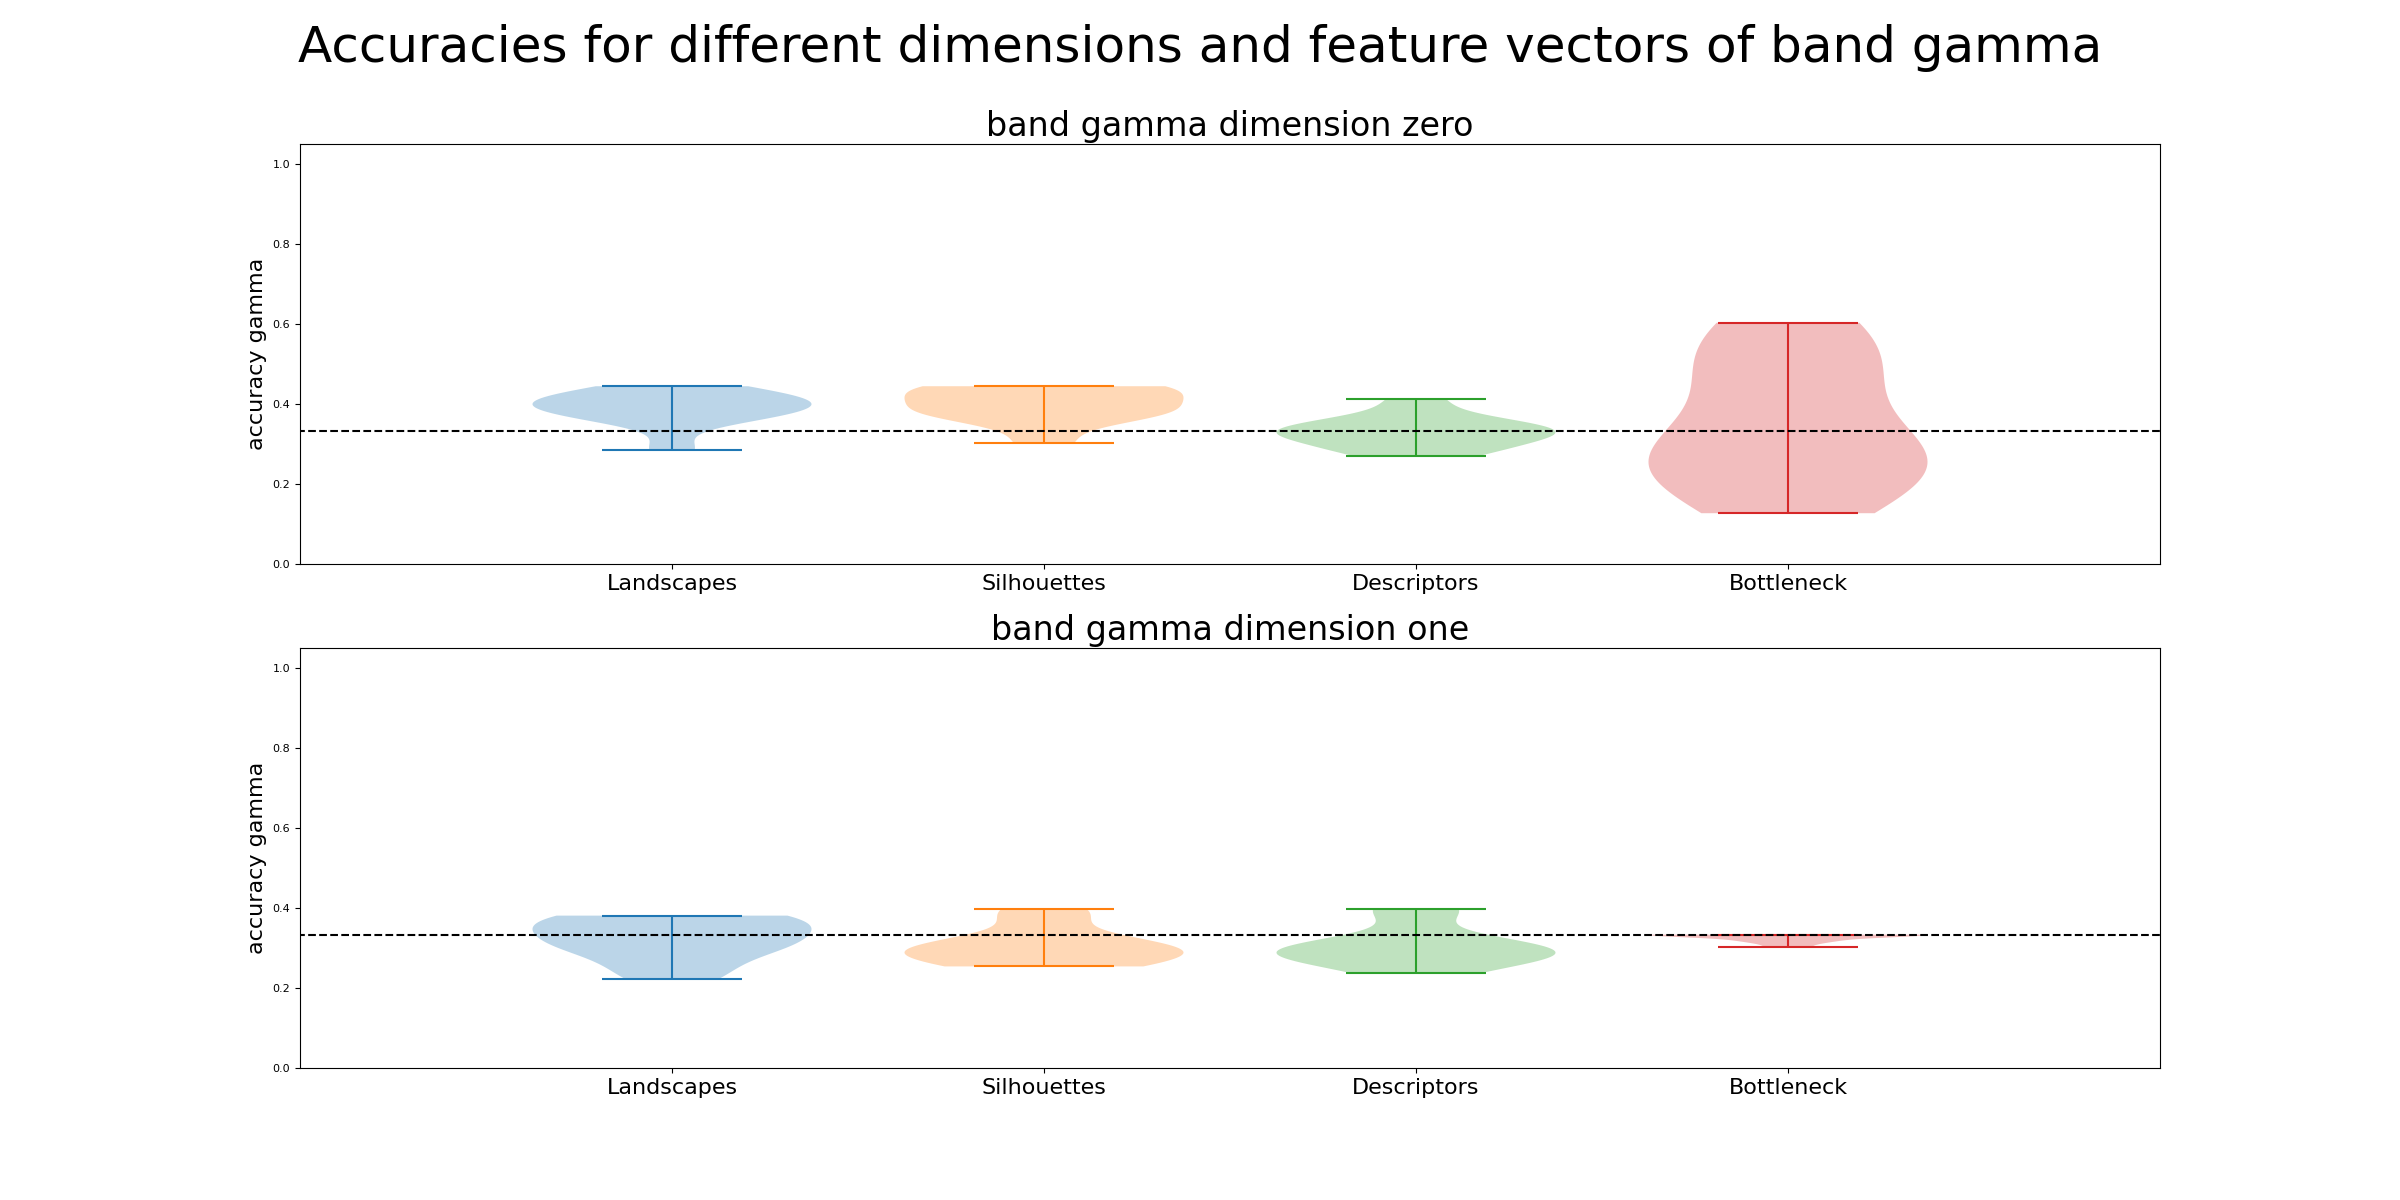 Accuracies for different dimensions and feature vectors of band gamma
band gamma dimension zero
1.0
0.8
0.6
0.4
0.2
0.0
accuracy gamma
Landscapes Silhouettes Descriptors Bottleneck
band gamma dimension one
1.0
0.8
0.6
0.4
0.2
0.0
accuracy gamma
Landscapes Silhouettes Descriptors Bottleneck